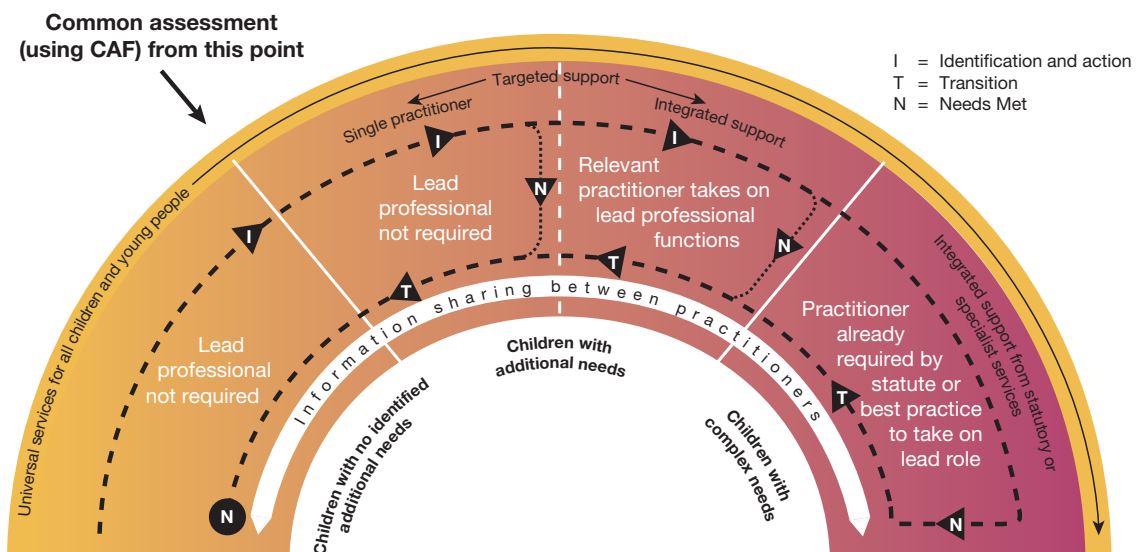 Common assessment
(using CAF) from this point
I = Identification and action
T = Transition
N = Needs Met
Universal services for all children and young people
Single practitioner
Targeted support
Integrated support
Integrated support from statutory or
specialist services
I
I
I
Lead
professional
not required
Lead
professional
not required
N
Relevant
practitioner takes on
lead professional
functions
N
T
T
T
Practitioner
already
required by
statute or
best practice
to take on
lead role
N
N
Information sharing between practitioners
Children with no identified
additional needs
Children with
additional needs
Children with
complex needs